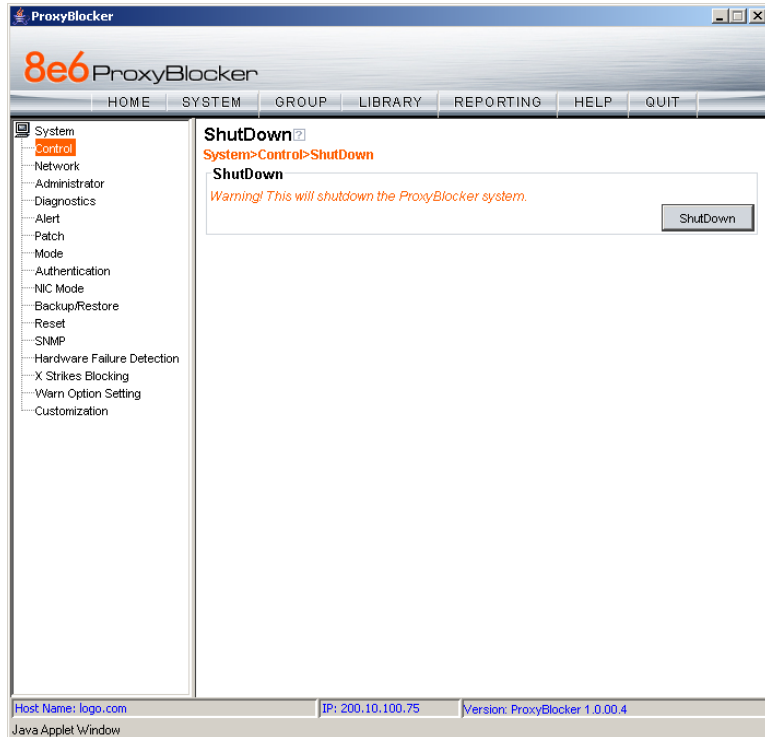 ProxyBlocker
8e6 ProxyBlocker
HOME SYSTEM GROUP LIBRARY REPORTING HELP QUIT
System
Control
Network
Administrator
Diagnostics
Alert
Patch
Mode
Authentication
NIC Mode
Backup/Restore
Reset
SNMP
Hardware Failure Detection
X Strikes Blocking
Warn Option Setting
Customization
ShutDown ?
System>Control>ShutDown
ShutDown
Warning! This will shutdown the ProxyBlocker system.
ShutDown
Host Name: logo.com IP: 200.10.100.75 Version: ProxyBlocker 1.0.00.4
Java Applet Window